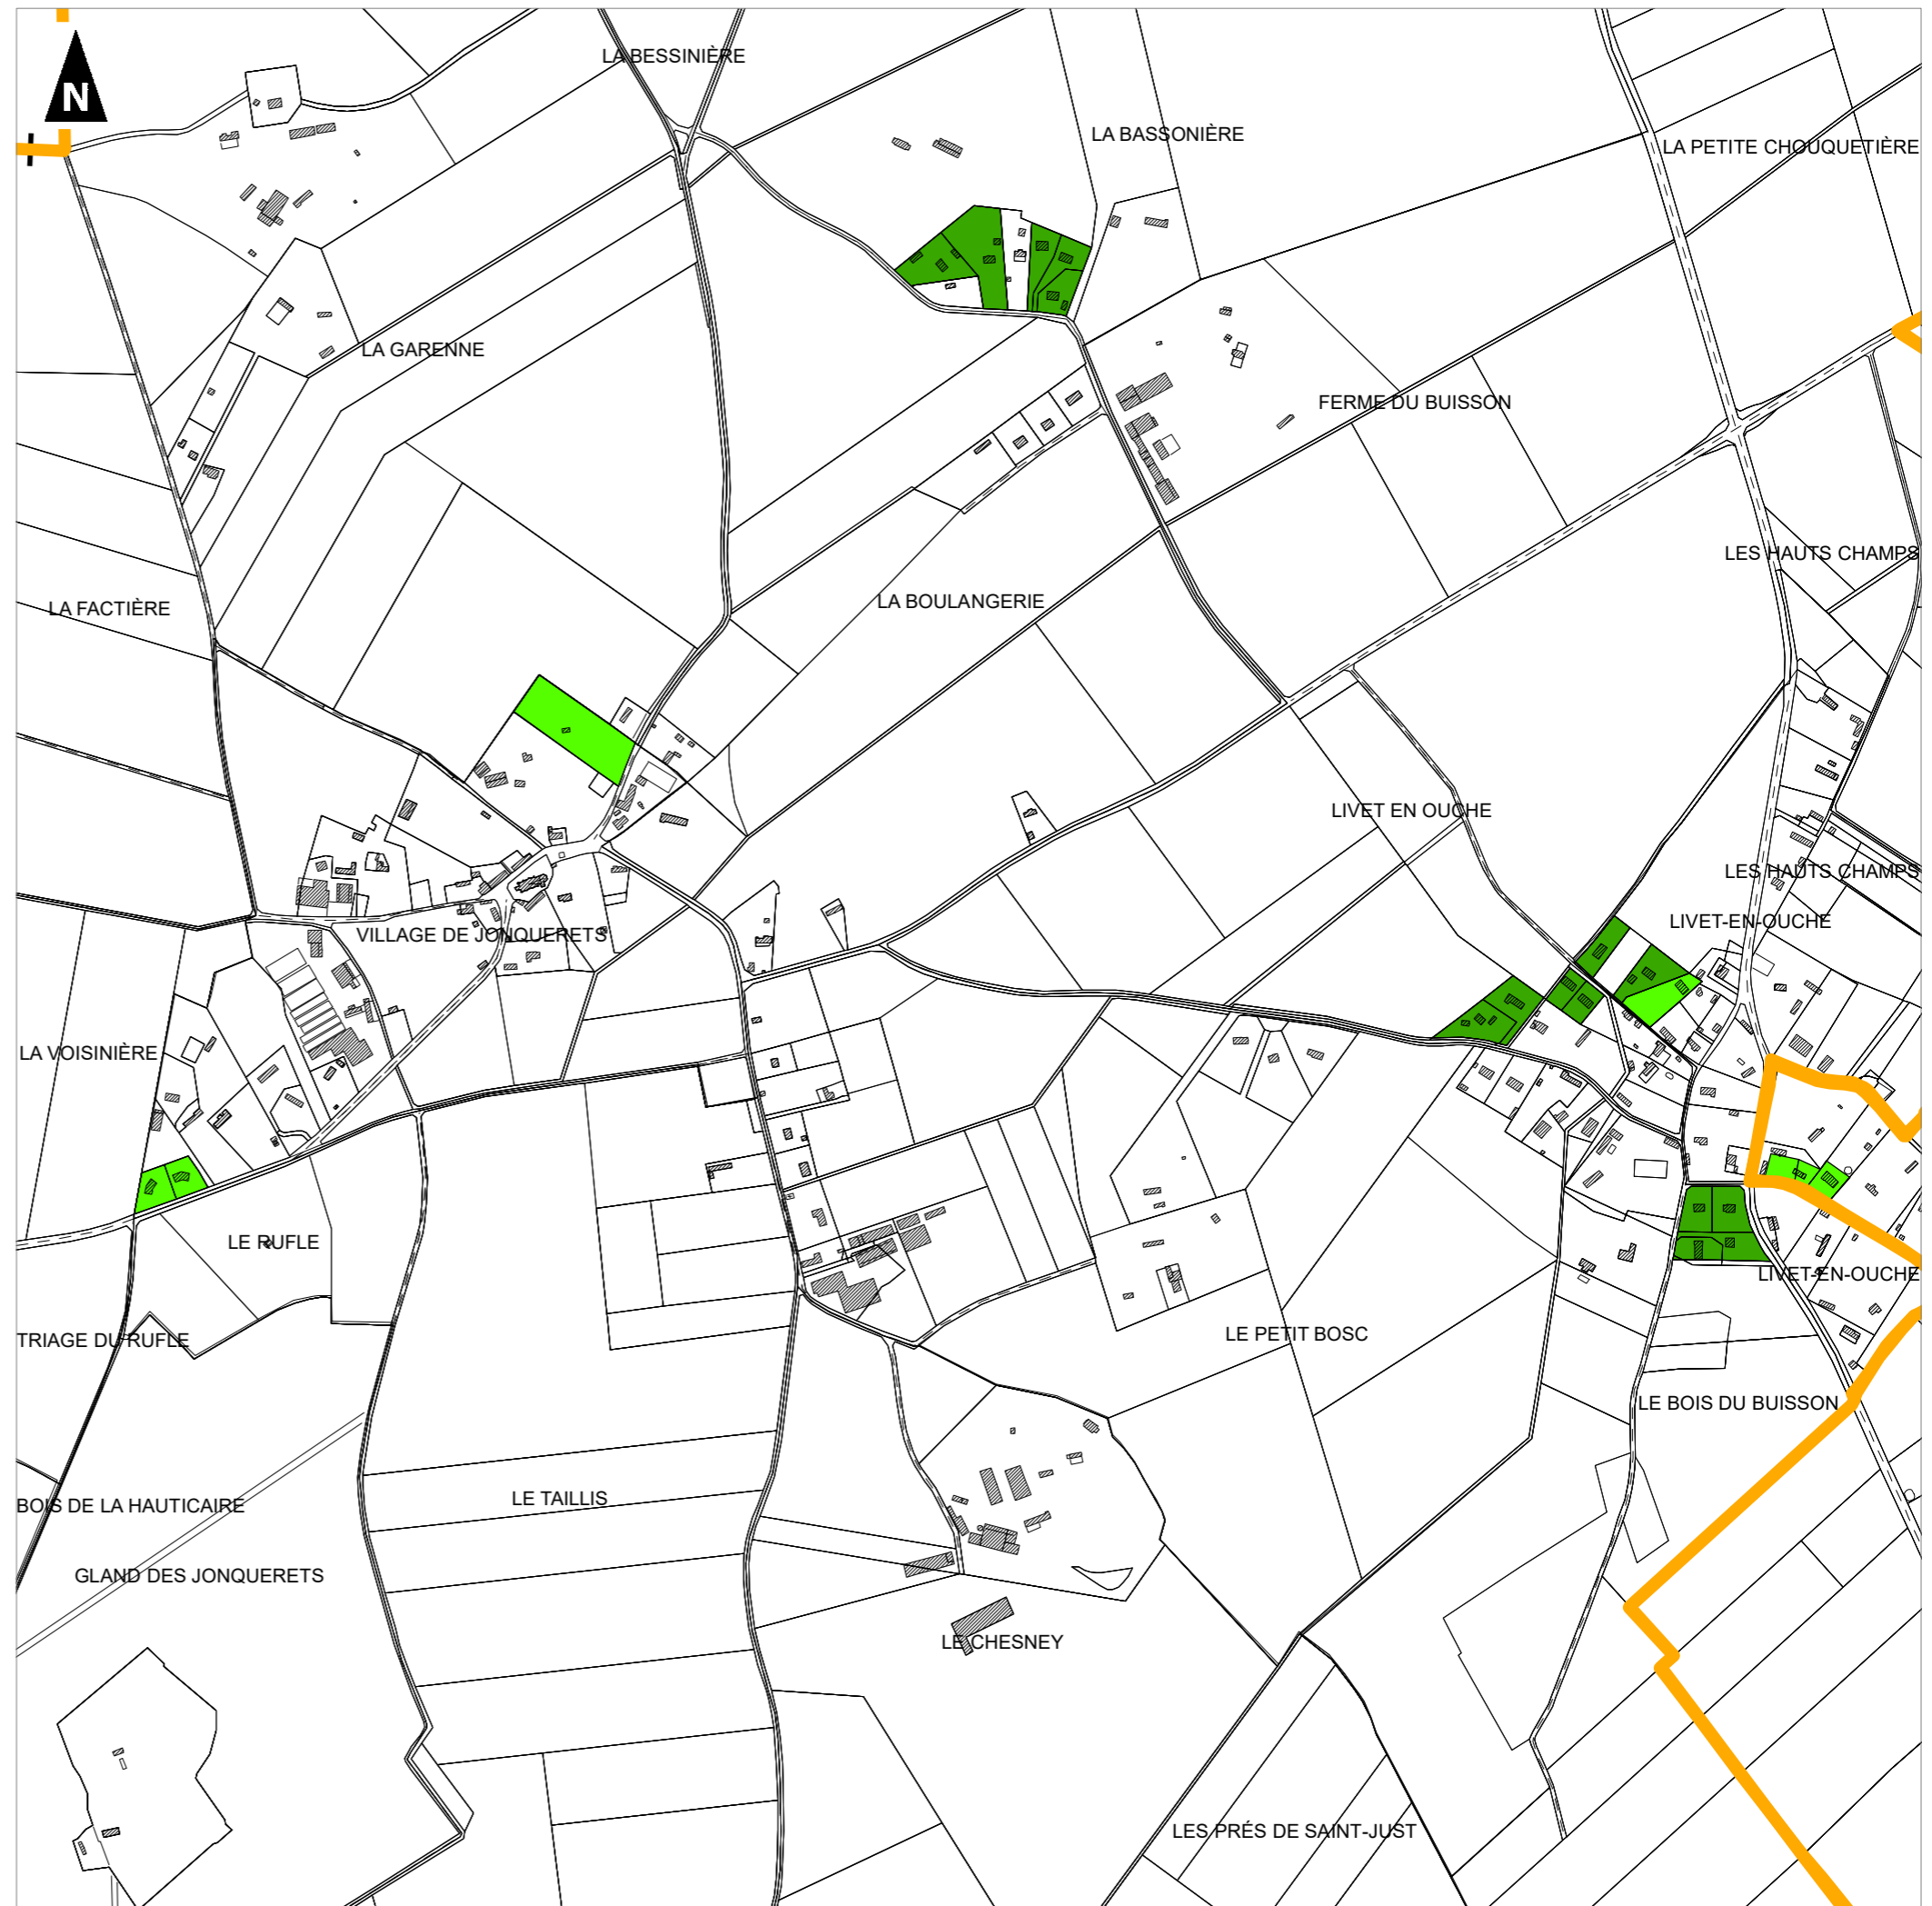 LA BESSINIÈRE
N
LA BASSONIÈRE
LA PETITE CHOUQUETIÈRE
LA GARENNE
FERME DU BUISSON
LES HAUTS CHAMPS
LA FACTIÈRE
LA BOULANGERIE
LIVET EN OUCHE
LES HAUTS CHAMPS
LIVET-EN-OUCHE
VILLAGE DE JONQUERETS
LA VOISINIÈRE
LE RUFLE
LIVET-EN-OUCHE
TRIAGE DU RUFLE
LE PETIT BOSC
LE BOIS DU BUISSON
LE TAILLIS
BOIS DE LA HAUTICAIRE
GLAND DES JONQUERETS
LE CHESNEY
LES PRÉS DE SAINT-JUST